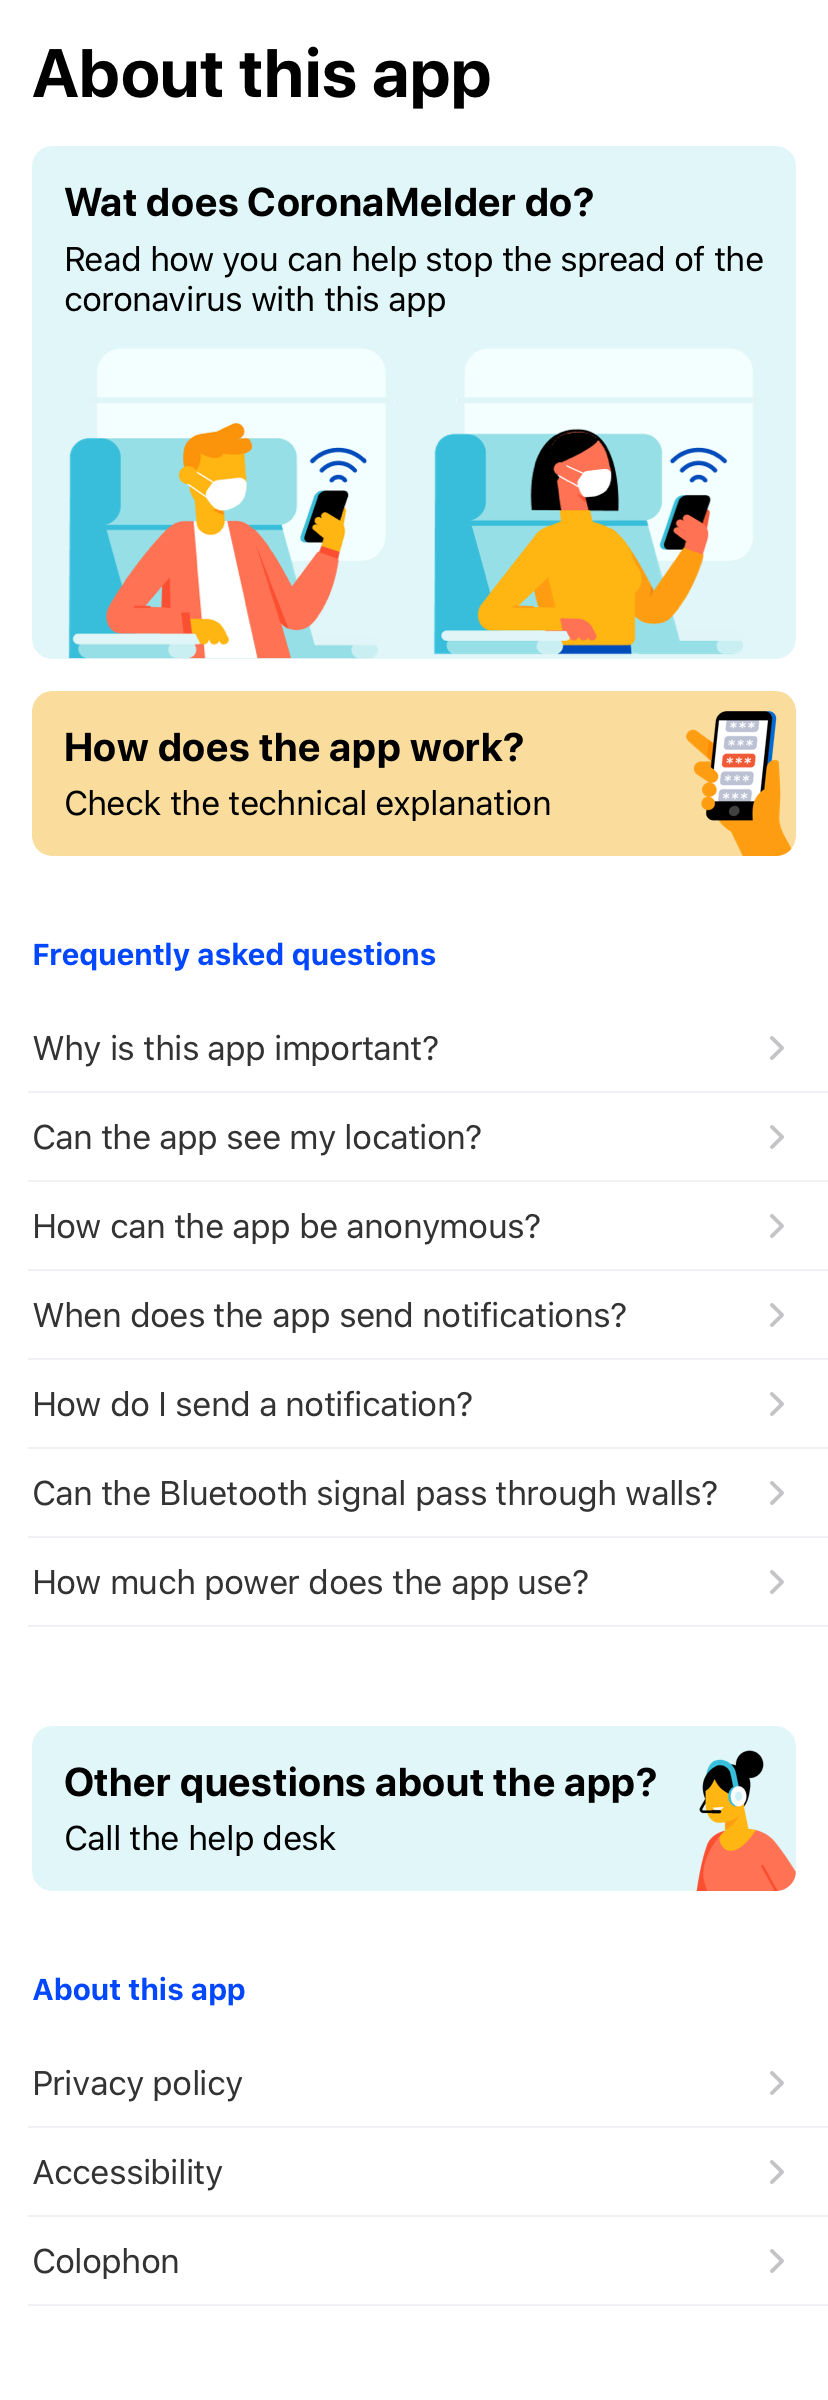 About this app
Wat does CoronaMelder do?
Read how you can help stop the spread of the
coronavirus with this app
How does the app work?
Check the technical explanation
***
***
***
***
***
Frequently asked questions
Why is this app important?
Can the app see my location?
How can the app be anonymous?
When does the app send notifications?
How do I send a notification?
Can the Bluetooth signal pass through walls?
How much power does the app use?
Other questions about the app?
Call the help desk
About this app
Privacy policy
Accessibility
Colophon